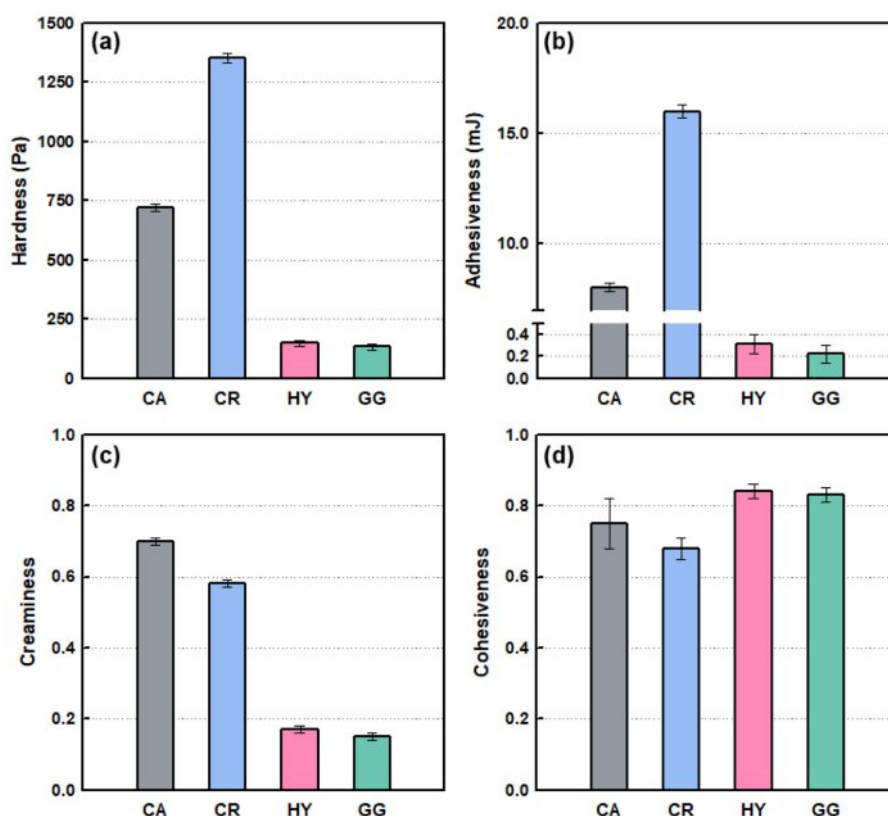 (a)
Hardness (Pa)
1500
1250
1000
750
500
250
0
CA CR HY GG
(b)
Adhesiveness (mJ)
20.0
15.0
10.0
0.4
0.2
0.0
CA CR HY GG
(c)
Creaminess
1.0
0.8
0.6
0.4
0.2
0.0
CA CR HY GG
(d)
Cohesiveness
1.0
0.8
0.6
0.4
0.2
0.0
CA CR HY GG